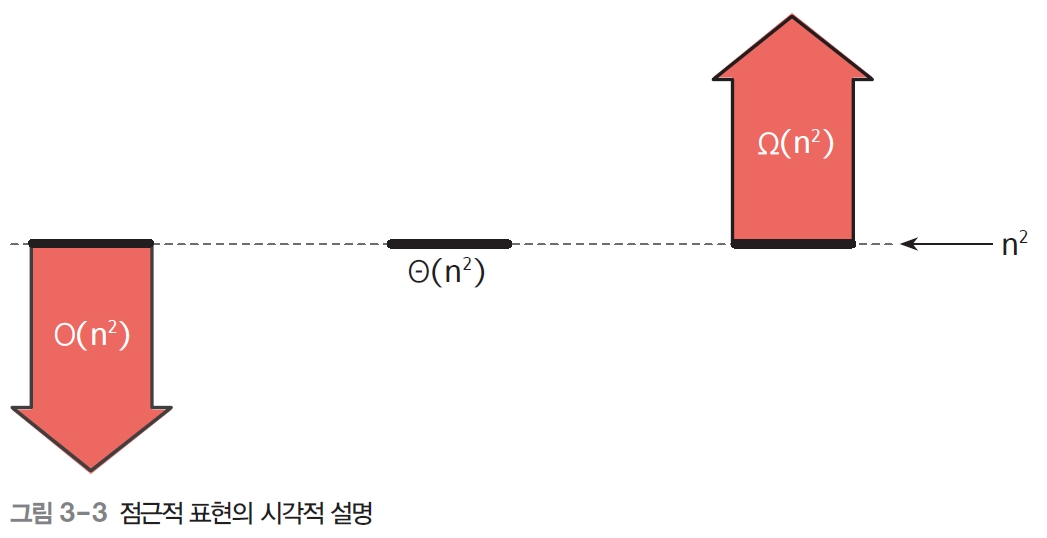 Ω(n²)
n²
Θ(n²)
O(n²)
그림 3-3 점근적 표현의 시각적 설명